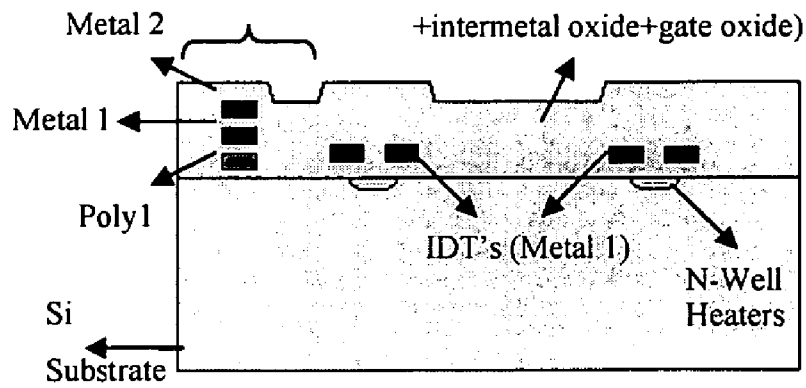 Metal 2
+intermetal oxide+gate oxide)
Metal 1
Poly1
IDT's (Metal 1)
N-Well
Heaters
Si
Substrate